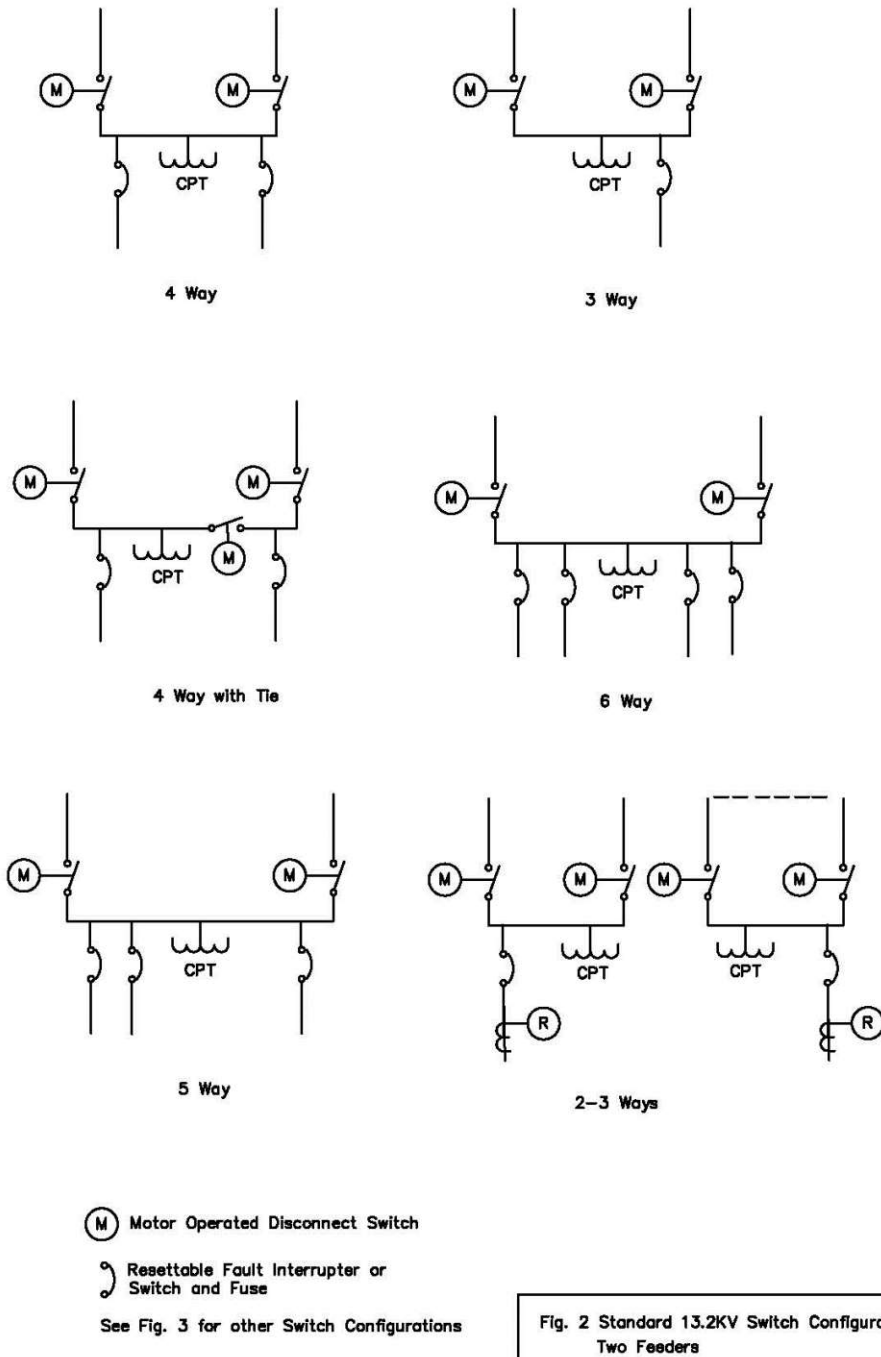 M M
CPT
4 Way
M M
CPT
3 Way
M M
CPT M
4 Way with Tie
M M
CPT
6 Way
M M
CPT
5 Way
M M M M
CPT CPT
R R
2-3 Ways
M Motor Operated Disconnect Switch
Resettable Fault Interrupter or
Switch and Fuse
See Fig. 3 for other Switch Configurations
Fig. 2 Standard 13.2KV Switch Configura
Two Feeders